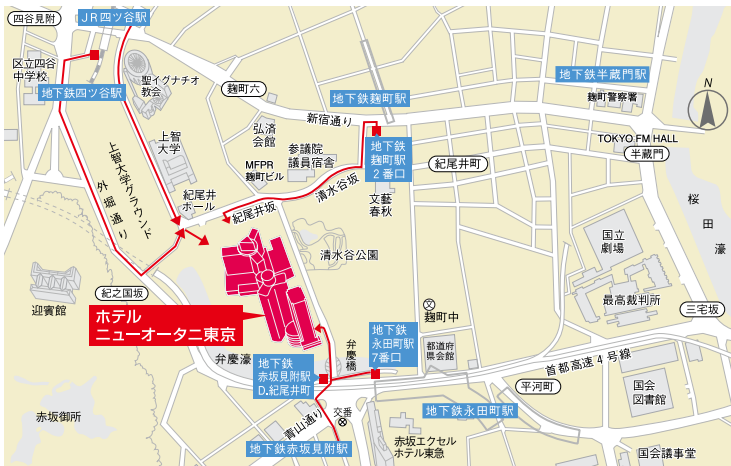 四谷見附
JR四ツ谷駅
区立四谷
中学校
地下鉄四ツ谷駅
聖イグナチオ
教会
麹町六
新宿通り
地下鉄麹町駅
地下鉄半蔵門駅
麹町警察署
N
TOKYO FM HALL
半蔵門
上智
大学
弘済
会館
参議院
議員宿舎
MFPR
麹町ビル
地下鉄
麹町駅
2番口
紀尾井町
上智大学グラウンド
外堀通り
紀尾井
ホール
紀尾井坂
清水谷坂
文藝
春秋
桜田濠
国立
劇場
清水谷公園
最高裁判所
三宅坂
迎賓館
紀之国坂
ホテル
ニューオータニ東京
文
麹町中
弁慶濠
地下鉄
赤坂見附駅
D.紀尾井町
弁慶橋
地下鉄
永田町駅
7番口
都道府
県会館
首都高速4号線
平河町
国会
図書館
赤坂御所
青山通り
交番
地下鉄永田町駅
地下鉄赤坂見附駅
赤坂エクセル
ホテル東急
国会議事堂